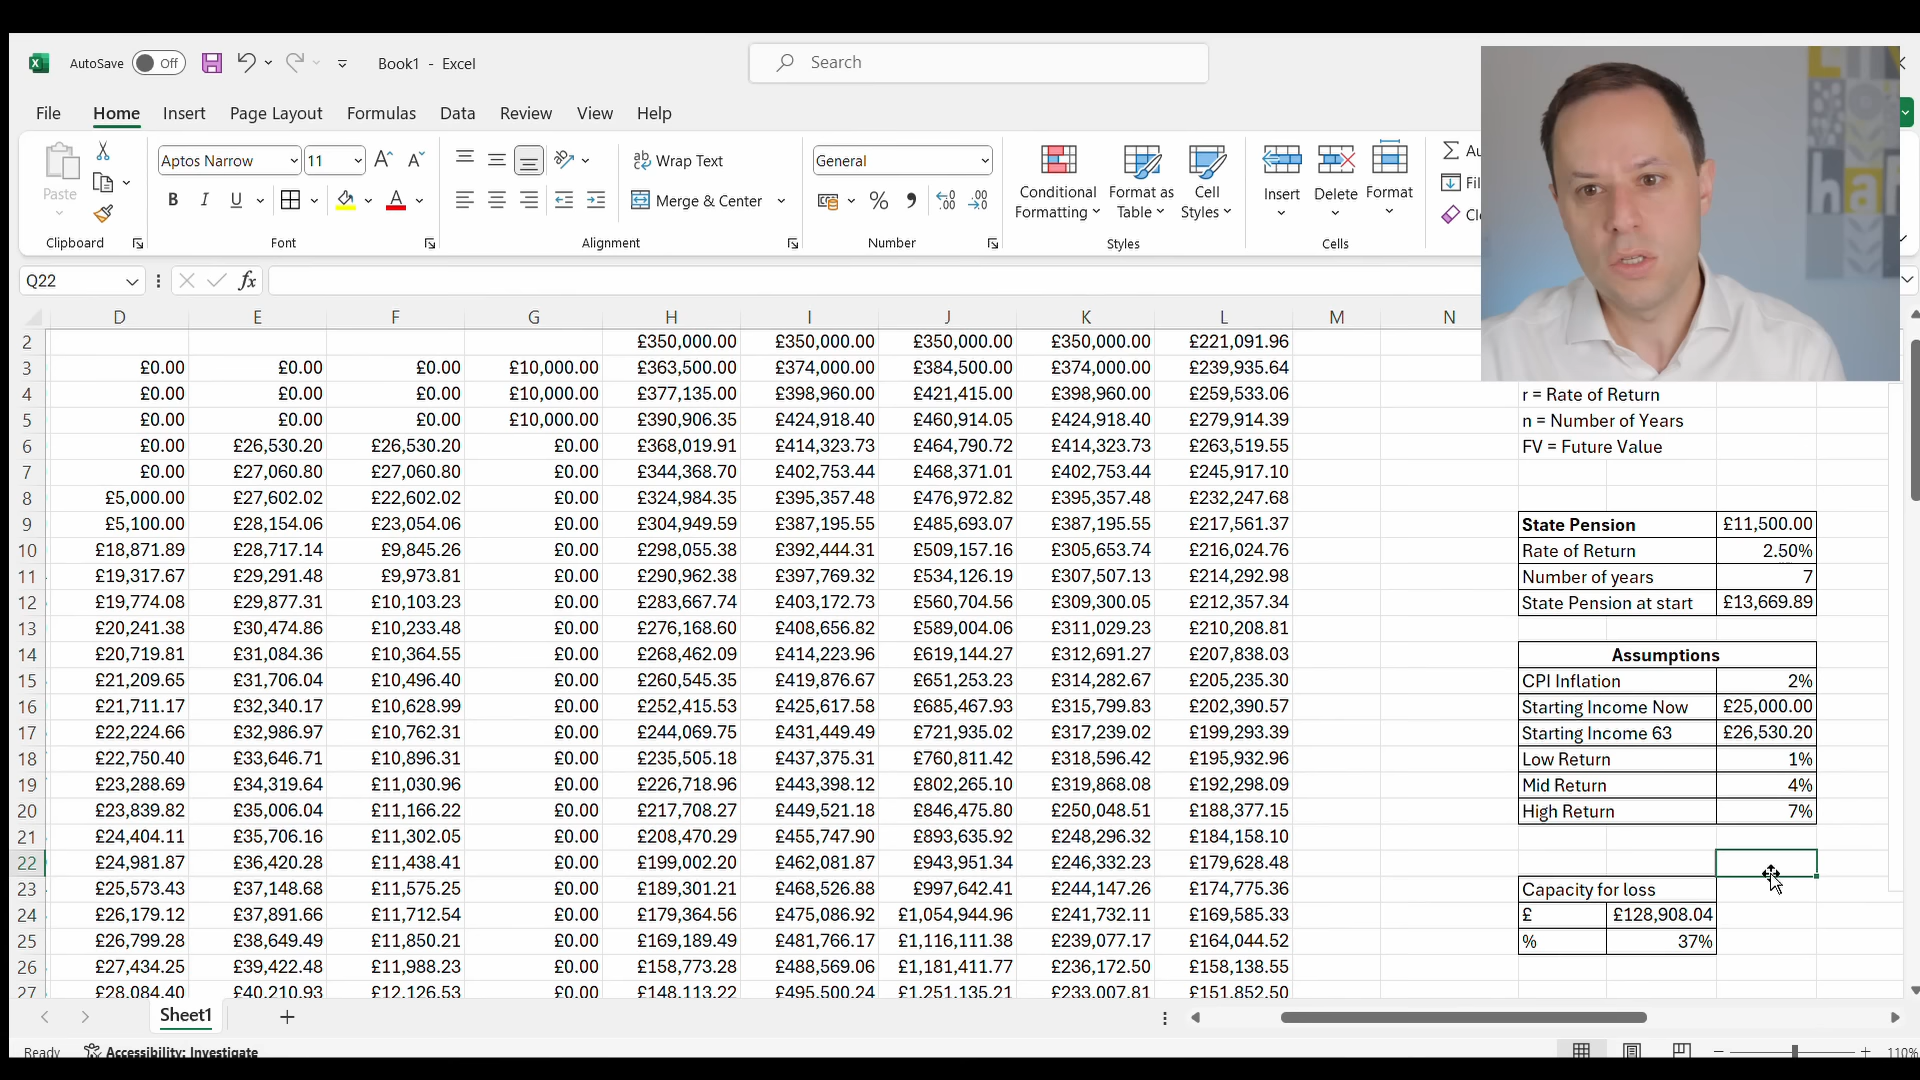 AutoSave Off Book1 - Excel Search
File Home Insert Page Layout Formulas Data Review View Help
Paste Aptos Narrow 11 Wrap Text General Conditional Formatting Format as Table Cell Styles Insert Delete Format
B I U Merge & Center
Clipboard Font Alignment Number Styles Cells
Q22 fx
D E F G H I J K L M N
2 £350,000.00 £350,000.00 £350,000.00 £350,000.00 £221,091.96
3 £0.00 £0.00 £0.00 £10,000.00 £363,500.00 £374,000.00 £384,500.00 £374,000.00 £239,935.64
4 £0.00 £0.00 £0.00 £10,000.00 £377,135.00 £398,960.00 £421,415.00 £398,960.00 £259,533.06 r = Rate of Return
5 £0.00 £0.00 £0.00 £10,000.00 £390,906.35 £424,918.40 £460,914.05 £424,918.40 £279,914.39 n = Number of Years
6 £0.00 £26,530.20 £26,530.20 £0.00 £368,019.91 £414,323.73 £464,790.72 £414,323.73 £263,519.55 FV = Future Value
7 £0.00 £27,060.80 £27,060.80 £0.00 £344,368.70 £402,753.44 £468,371.01 £402,753.44 £245,917.10
8 £5,000.00 £27,602.02 £22,602.02 £0.00 £324,984.35 £395,357.48 £476,972.82 £395,357.48 £232,247.68
9 £5,100.00 £28,154.06 £23,054.06 £0.00 £304,949.59 £387,195.55 £485,693.07 £387,195.55 £217,561.37 State Pension £11,500.00
10 £18,871.89 £28,717.14 £9,845.26 £0.00 £298,055.38 £392,444.31 £509,157.16 £305,653.74 £216,024.76 Rate of Return 2.50%
11 £19,317.67 £29,291.48 £9,973.81 £0.00 £290,962.38 £397,769.32 £534,126.19 £307,507.13 £214,292.98 Number of years 7
12 £19,774.08 £29,877.31 £10,103.23 £0.00 £283,667.74 £403,172.73 £560,704.56 £309,300.05 £212,357.34 State Pension at start £13,669.89
13 £20,241.38 £30,474.86 £10,233.48 £0.00 £276,168.60 £408,656.82 £589,004.06 £311,029.23 £210,208.81
14 £20,719.81 £31,084.36 £10,364.55 £0.00 £268,462.09 £414,223.96 £619,144.27 £312,691.27 £207,838.03 Assumptions
15 £21,209.65 £31,706.04 £10,496.40 £0.00 £260,545.35 £419,876.67 £651,253.23 £314,282.67 £205,235.30 CPI Inflation 2%
16 £21,711.17 £32,340.17 £10,628.99 £0.00 £252,415.53 £425,617.58 £685,467.93 £315,799.83 £202,390.57 Starting Income Now £25,000.00
17 £22,224.66 £32,986.97 £10,762.31 £0.00 £244,069.75 £431,449.49 £721,935.02 £317,239.02 £199,293.39 Starting Income 63 £26,530.20
18 £22,750.40 £33,646.71 £10,896.31 £0.00 £235,505.18 £437,375.31 £760,811.42 £318,596.42 £195,932.96 Low Return 1%
19 £23,288.69 £34,319.64 £11,030.96 £0.00 £226,718.96 £443,398.12 £802,265.10 £319,868.08 £192,298.09 Mid Return 4%
20 £23,839.82 £35,006.04 £11,166.22 £0.00 £217,708.27 £449,521.18 £846,475.80 £250,048.51 £188,377.15 High Return 7%
21 £24,404.11 £35,706.16 £11,302.05 £0.00 £208,470.29 £455,747.90 £893,635.92 £248,296.32 £184,158.10
22 £24,981.87 £36,420.28 £11,438.41 £0.00 £199,002.20 £462,081.87 £943,951.34 £246,332.23 £179,628.48
23 £25,573.43 £37,148.68 £11,575.25 £0.00 £189,301.21 £468,526.88 £997,642.41 £244,147.26 £174,775.36 Capacity for loss
24 £26,179.12 £37,891.66 £11,712.54 £0.00 £179,364.56 £475,086.92 £1,054,944.96 £241,732.11 £169,585.33 £ £128,908.04
25 £26,799.28 £38,649.49 £11,850.21 £0.00 £169,189.49 £481,766.17 £1,116,111.38 £239,077.17 £164,044.52 % 37%
26 £27,434.25 £39,422.48 £11,988.23 £0.00 £158,773.28 £488,569.06 £1,181,411.77 £236,172.50 £158,138.55
27 £28,084.40 £40,210.93 £12,126.53 £0.00 £148,113.22 £495,500.24 £1,251,135.21 £233,007.81 £151,852.50
Sheet1
Ready Accessibility: Investigate 110%